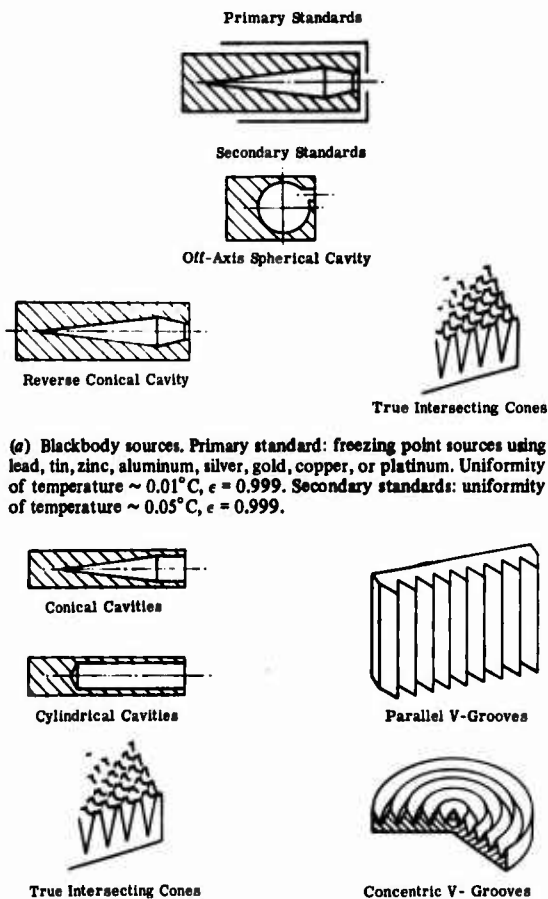 Primary Standards
Secondary Standards
Off-Axis Spherical Cavity
Reverse Conical Cavity
True Intersecting Cones
(a) Blackbody sources. Primary standard: freezing point sources using
lead, tin, zinc, aluminum, silver, gold, copper, or platinum. Uniformity
of temperature ~ 0.01°C, ϵ = 0.999. Secondary standards: uniformity
of temperature ~ 0.05°C, ϵ = 0.999.
Conical Cavities
Cylindrical Cavities
Parallel V-Grooves
True Intersecting Cones
Concentric V- Grooves